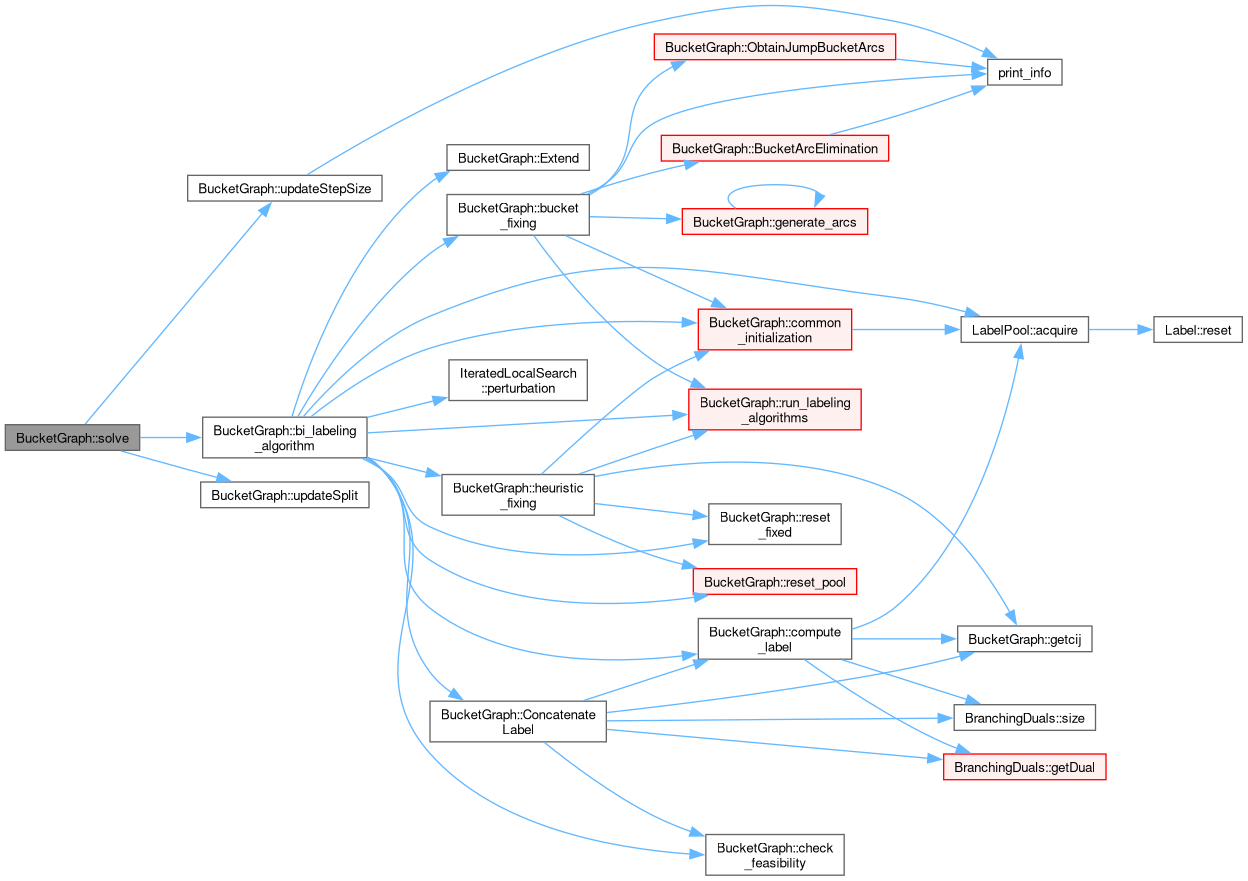 BucketGraph::solve
BucketGraph::updateStepSize
BucketGraph::bi_labeling
_algorithm
BucketGraph::updateSplit
BucketGraph::Extend
BucketGraph::bucket
_fixing
IteratedLocalSearch
::perturbation
BucketGraph::heuristic
_fixing
BucketGraph::Concatenate
Label
BucketGraph::ObtainJumpBucketArcs
BucketGraph::BucketArcElimination
BucketGraph::generate_arcs
BucketGraph::common
_initialization
BucketGraph::run_labeling
_algorithms
BucketGraph::reset
_fixed
BucketGraph::reset_pool
BucketGraph::compute
_label
BucketGraph::check
_feasibility
print_info
LabelPool::acquire
BucketGraph::getcij
BranchingDuals::size
BranchingDuals::getDual
Label::reset